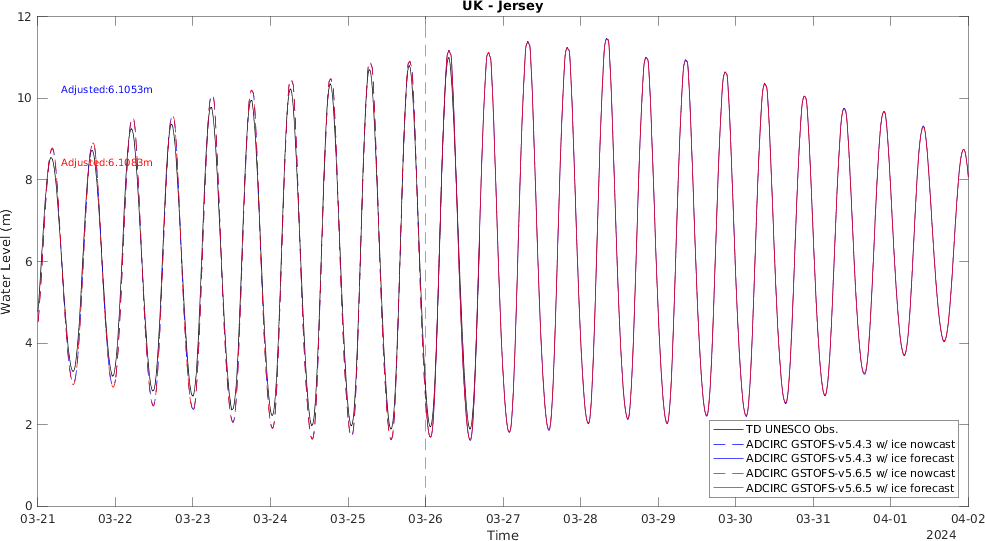 UK - Jersey
12
10
8
6
4
2
0
Water Level (m)
Adjusted:6.1053m
Adjusted:6.1083m
TD UNESCO Obs.
ADCIRC GSTOFS-v5.4.3 w/ ice nowcast
ADCIRC GSTOFS-v5.4.3 w/ ice forecast
ADCIRC GSTOFS-v5.6.5 w/ ice nowcast
ADCIRC GSTOFS-v5.6.5 w/ ice forecast
03-21 03-22 03-23 03-24 03-25 03-26 03-27 03-28 03-29 03-30 03-31 04-01 04-02
Time
2024